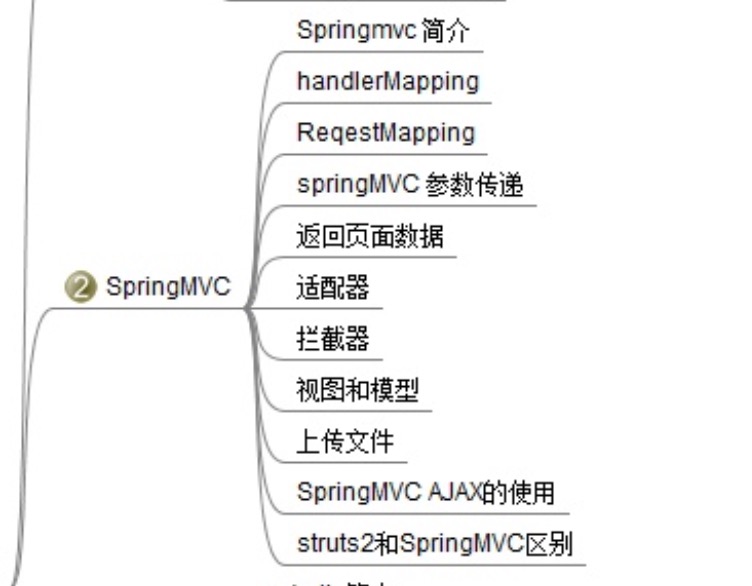 Springmvc 简介
handlerMapping
ReqestMapping
springMVC 参数传递
返回页面数据
② SpringMVC
适配器
拦截器
视图和模型
上传文件
SpringMVC AJAX的使用
struts2和SpringMVC区别